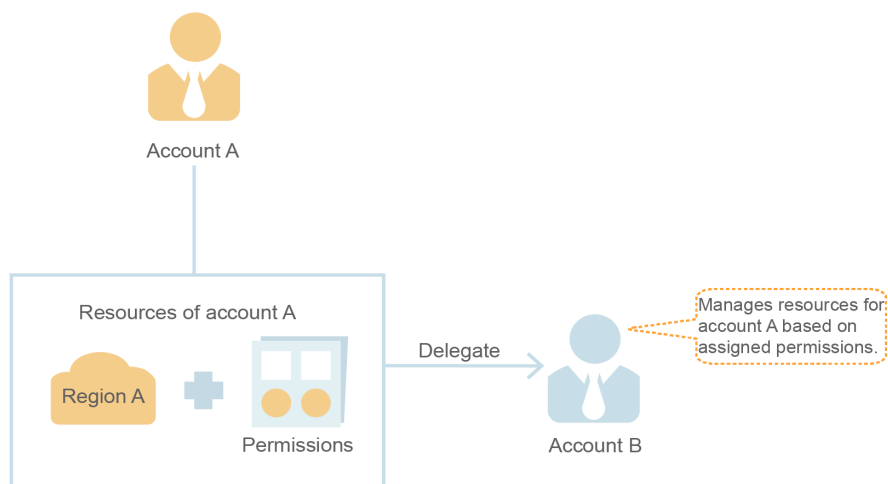 Account A
Resources of account A
Region A
Permissions
Delegate
Manages resources for
account A based on
assigned permissions.
Account B